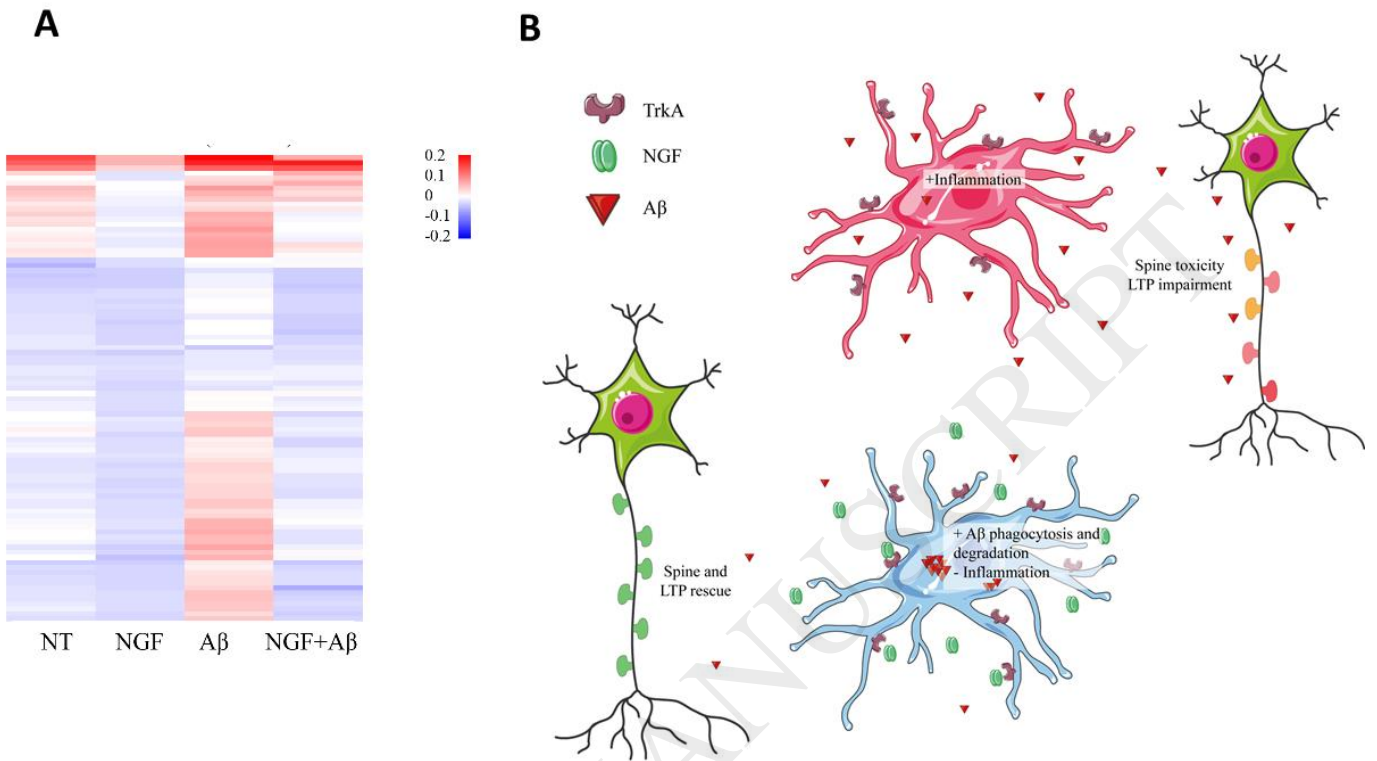 A
B
TrkA
NGF
Aβ
0.2
0.1
0
-0.1
-0.2
+Inflammation
Spine toxicity
LTP impairment
+ Aβ phagocytosis and
degradation
- Inflammation
Spine and
LTP rescue
NT
NGF
Aβ
NGF+Aβ
ANUSCRIPT